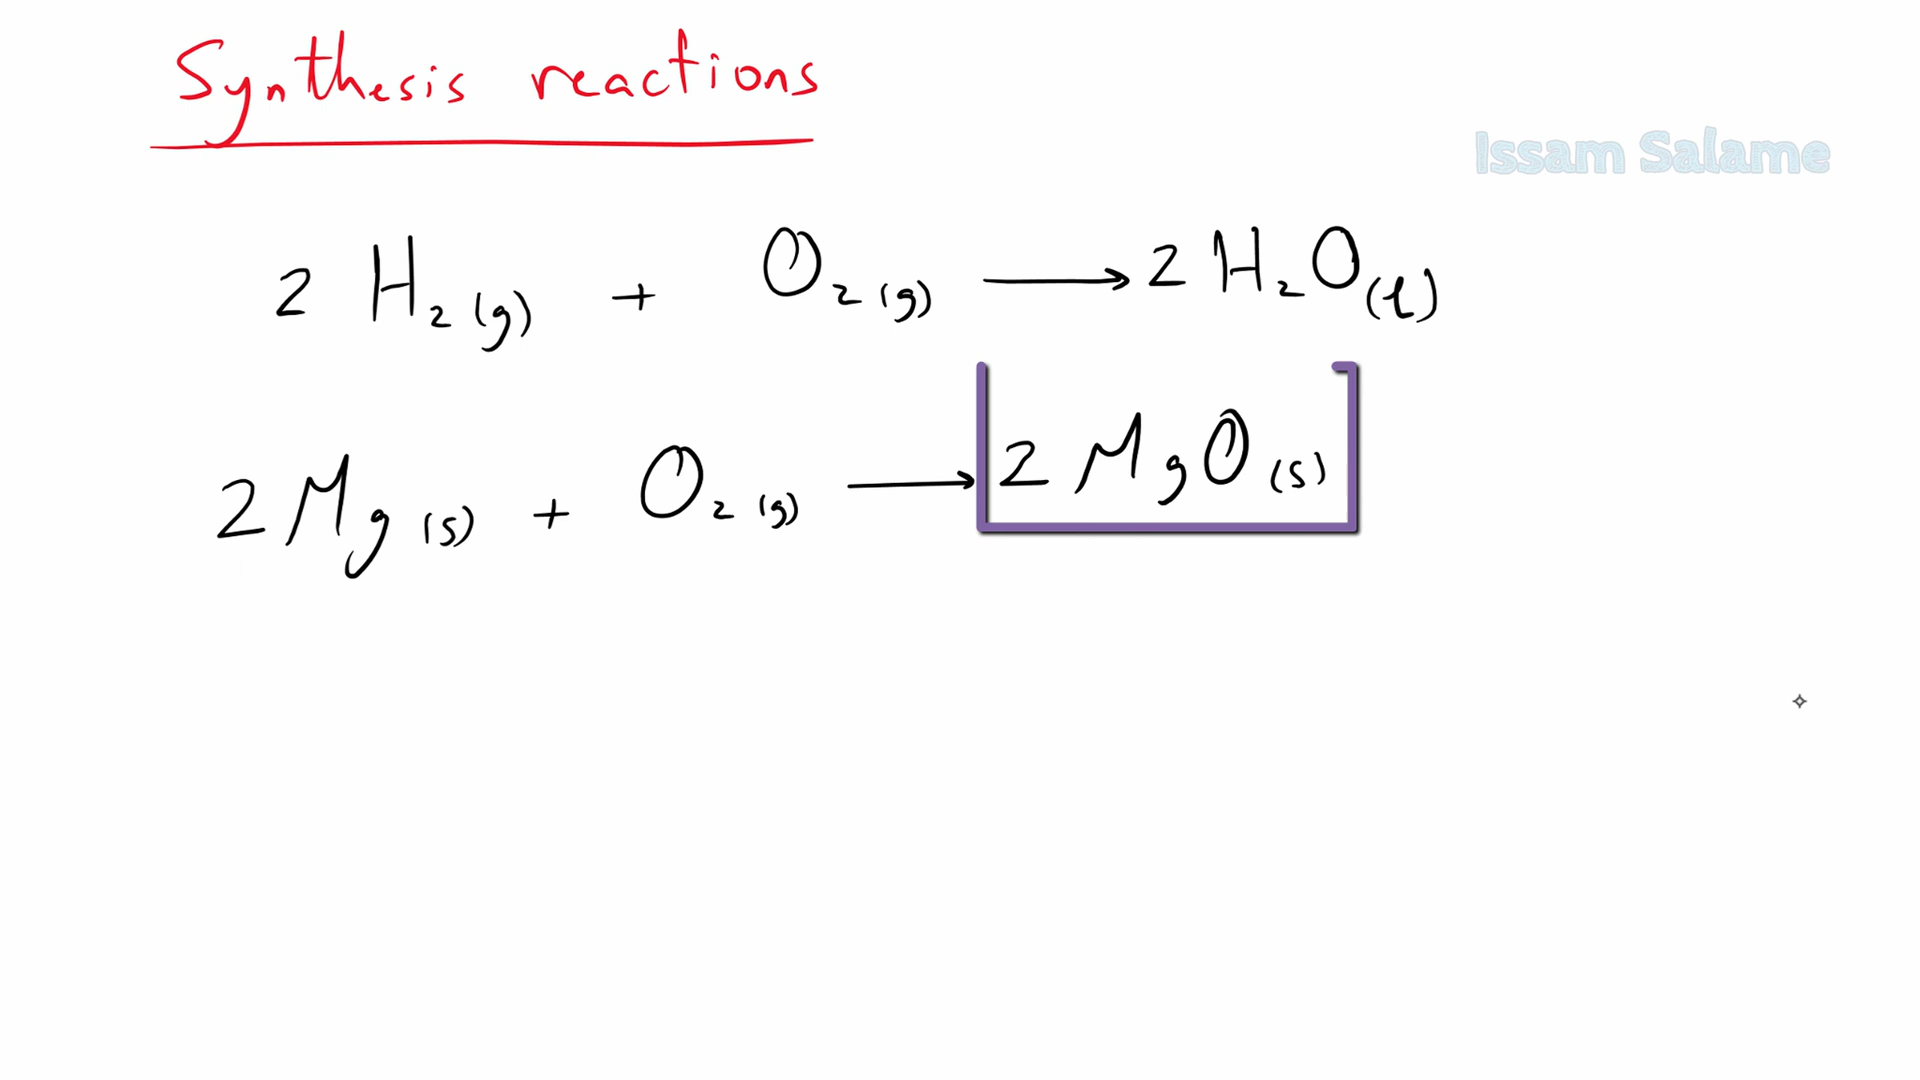 Synthesis reactions
Issam Salame
2 H₂ (g) + O₂ (g) ⟶ 2 H₂O (l)
2 Mg (s) + O₂ (g) ⟶ 2 MgO (s)